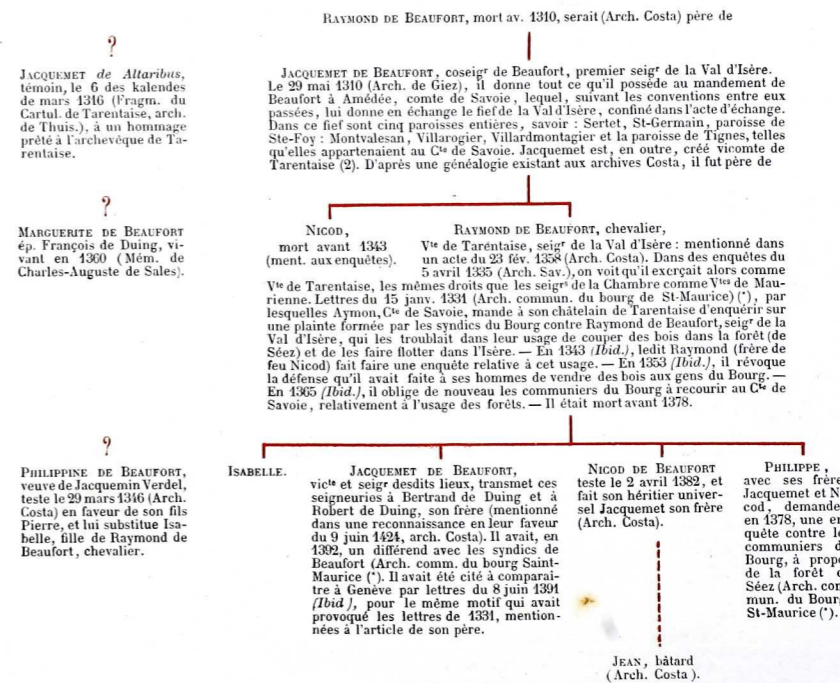 RAYMOND DE BEAUFORT, mort av. 1310, serait (Arch. Costa) père de
?
JACQUEMET de Altaribus,
témoin, le 6 des kalendes
de mars 1316 (Fragm. du
Cartul. de Tarentaise, arch.
de Thuis.), à un hommage
prêté à l'archevêque de Ta-
rentaise.
JACQUEMET DE BEAUFORT, coseigr de Beaufort, premier seigr de la Val d'Isère.
Le 29 mai 1310 (Arch. de Giez), il donne tout ce qu'il possède au mandement de
Beaufort à Amédée, comte de Savoie, lequel, suivant les conventions entre eux
passées, lui donne en échange le fief de la Val d'Isère, confiné dans l'acte d'échange.
Dans ce fief sont cinq paroisses entières, savoir : Sertet, St-Germain, paroisse de
Ste-Foy : Montvalesan, Villarogier, Villardmontagier et la paroisse de Tignes, telles
qu'elles appartenaient au Cte de Savoie. Jacquemet est, en outre, créé vicomte de
Tarentaise (2). D'après une généalogie existant aux archives Costa, il fut père de
?
MARGUERITE DE BEAUFORT
ép. François de Duing, vi-
vant en 1360 (Mém. de
Charles-Auguste de Sales).
NICOD,
mort avant 1343
(ment. aux enquêtes).
RAYMOND DE BEAUFORT, chevalier,
Vte de Tarentaise, seigr de la Val d'Isère : mentionné dans
un acte du 23 fév. 1358 (Arch. Costa). Dans des enquêtes du
5 avril 1335 (Arch. Sav.), on voit qu'il exerçait alors comme
Vte de Tarentaise, les mêmes droits que les seigrs de la Chambre comme Vtes de Mau-
rienne. Lettres du 15 janv. 1331 (Arch. commun. du bourg de St-Maurice) (*), par
lesquelles Aymon, Cte de Savoie, mande à son châtelain de Tarentaise d'enquérir sur
une plainte formée par les syndics du Bourg contre Raymond de Beaufort, seigr de la
Val d'Isère, qui les troublait dans leur usage de couper des bois dans la forêt (de
Séez) et de les faire flotter dans l'Isère. — En 1343 (Ibid.), ledit Raymond (frère de
feu Nicod) fait faire une enquête relative à cet usage. — En 1353 (Ibid.), il révoque
la défense qu'il avait faite à ses hommes de vendre des bois aux gens du Bourg. —
En 1365 (Ibid.), il oblige de nouveau les communiers du Bourg à recourir au Cte de
Savoie, relativement à l'usage des forêts. — Il était mort avant 1378.
?
PHILIPPINE DE BEAUFORT,
veuve de Jacquemin Verdel,
teste le 29 mars 1346 (Arch.
Costa) en faveur de son fils
Pierre, et lui substitue Isa-
belle, fille de Raymond de
Beaufort, chevalier.
ISABELLE.
JACQUEMET DE BEAUFORT,
victe et seigr desdits lieux, transmet ces
seigneuries à Bertrand de Duing et à
Robert de Duing, son frère (mentionné
dans une reconnaissance en leur faveur
du 9 juin 1424, arch. Costa). Il avait, en
1392, un différend avec les syndics de
Beaufort (Arch. comm. du bourg Saint-
Maurice (*). Il avait été cité à comparaî-
tre à Genève par lettres du 8 juin 1391
(Ibid), pour le même motif qui avait
provoqué les lettres de 1331, mention-
nées à l'article de son père.
NICOD DE BEAUFORT
teste le 2 avril 1382, et
fait son héritier univer-
sel Jacquemet son frère
(Arch. Costa).
JEAN, bâtard
(Arch. Costa).
PHILIPPE,
avec ses frère
Jacquemet et N
cod, demande
en 1378, une en
quête contre le
communiers d
Bourg, à propo
de la forêt d
Séez (Arch. com
mun. du Bourg
St-Maurice (*).